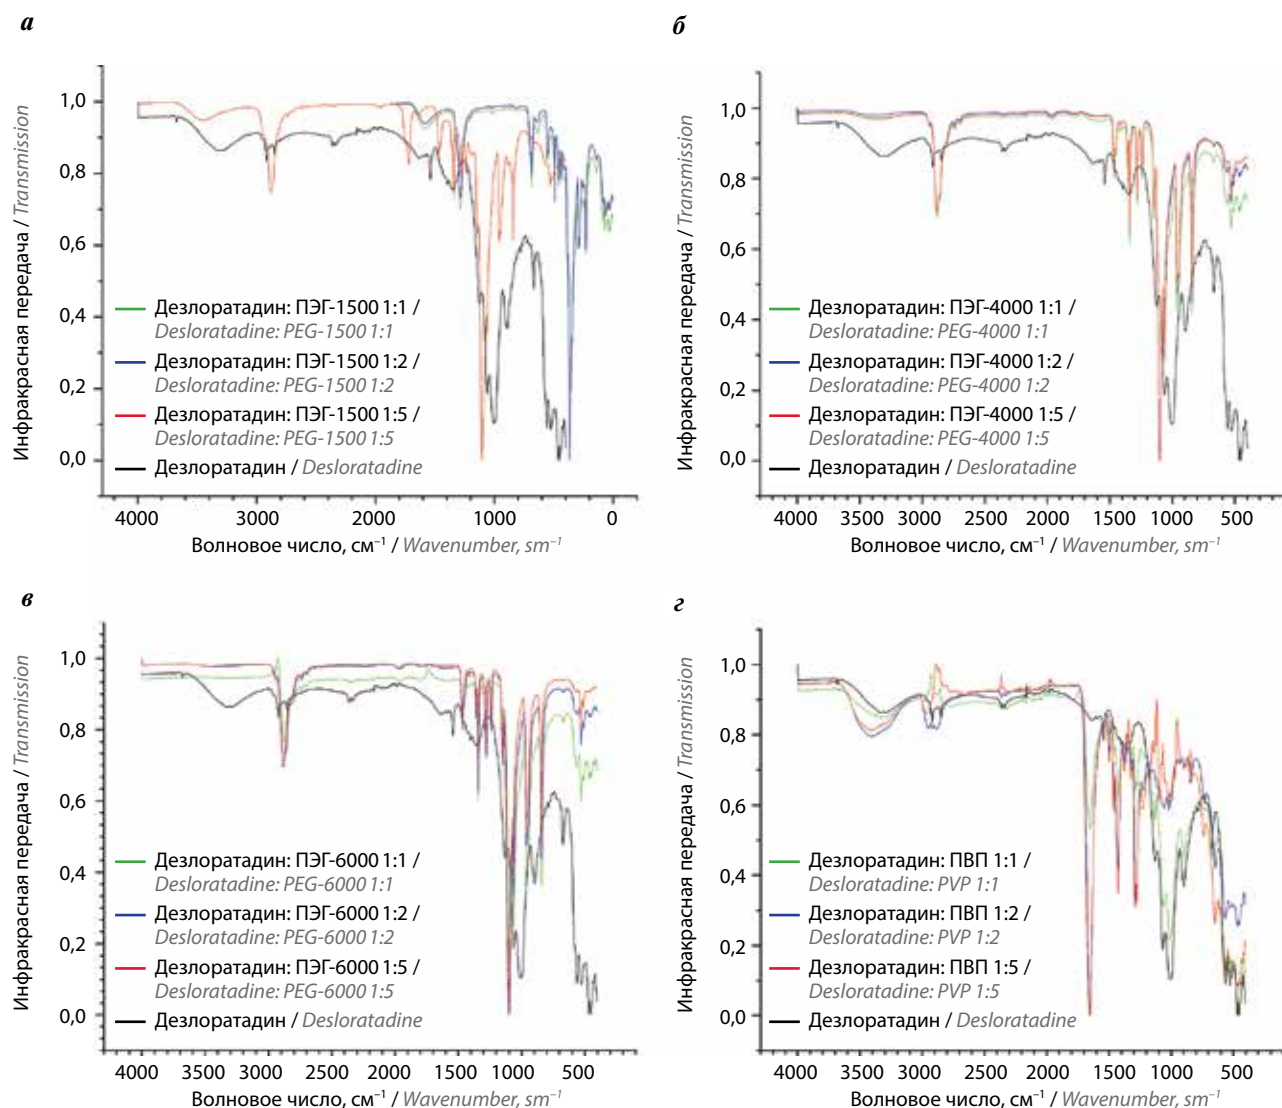 а
Инфракрасная передача / Transmission
1,0
0,8
0,6
0,4
0,2
0,0
Дезлоратадин: ПЭГ-1500 1:1 /
Desloratadine: PEG-1500 1:1
Дезлоратадин: ПЭГ-1500 1:2 /
Desloratadine: PEG-1500 1:2
Дезлоратадин: ПЭГ-1500 1:5 /
Desloratadine: PEG-1500 1:5
Дезлоратадин / Desloratadine
4000 3000 2000 1000 0
Волновое число, см⁻¹ / Wavenumber, sm⁻¹
б
Инфракрасная передача / Transmission
1,0
0,8
0,6
0,4
0,2
0,0
Дезлоратадин: ПЭГ-4000 1:1 /
Desloratadine: PEG-4000 1:1
Дезлоратадин: ПЭГ-4000 1:2 /
Desloratadine: PEG-4000 1:2
Дезлоратадин: ПЭГ-4000 1:5 /
Desloratadine: PEG-4000 1:5
Дезлоратадин / Desloratadine
4000 3500 3000 2500 2000 1500 1000 500
Волновое число, см⁻¹ / Wavenumber, sm⁻¹
в
Инфракрасная передача / Transmission
1,0
0,8
0,6
0,4
0,2
0,0
Дезлоратадин: ПЭГ-6000 1:1 /
Desloratadine: PEG-6000 1:1
Дезлоратадин: ПЭГ-6000 1:2 /
Desloratadine: PEG-6000 1:2
Дезлоратадин: ПЭГ-6000 1:5 /
Desloratadine: PEG-6000 1:5
Дезлоратадин / Desloratadine
4000 3500 3000 2500 2000 1500 1000 500
Волновое число, см⁻¹ / Wavenumber, sm⁻¹
г
Инфракрасная передача / Transmission
1,0
0,8
0,6
0,4
0,2
0,0
Дезлоратадин: ПВП 1:1 /
Desloratadine: PVP 1:1
Дезлоратадин: ПВП 1:2 /
Desloratadine: PVP 1:2
Дезлоратадин: ПВП 1:5 /
Desloratadine: PVP 1:5
Дезлоратадин / Desloratadine
4000 3500 3000 2500 2000 1500 1000 500
Волновое число, см⁻¹ / Wavenumber, sm⁻¹